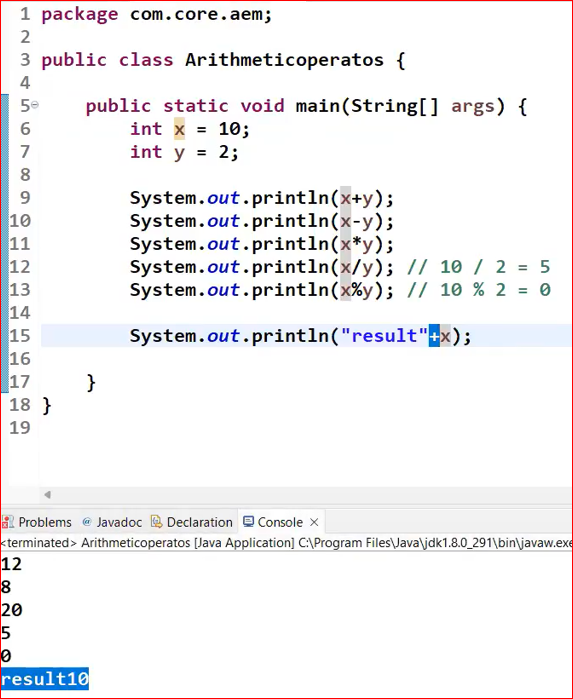 1 package com.core.aem;
2
3 public class Arithmeticoperatos {
4
5 public static void main(String[] args) {
6 int x = 10;
7 int y = 2;
8
9 System.out.println(x+y);
10 System.out.println(x-y);
11 System.out.println(x*y);
12 System.out.println(x/y); // 10 / 2 = 5
13 System.out.println(x%y); // 10 % 2 = 0
14
15 System.out.println("result"+x);
16
17 }
18 }
19
Problems @ Javadoc Declaration Console
<terminated> Arithmeticoperatos [Java Application] C:\Program Files\Java\jdk1.8.0_291\bin\javaw.exe
12
8
20
5
0
result10